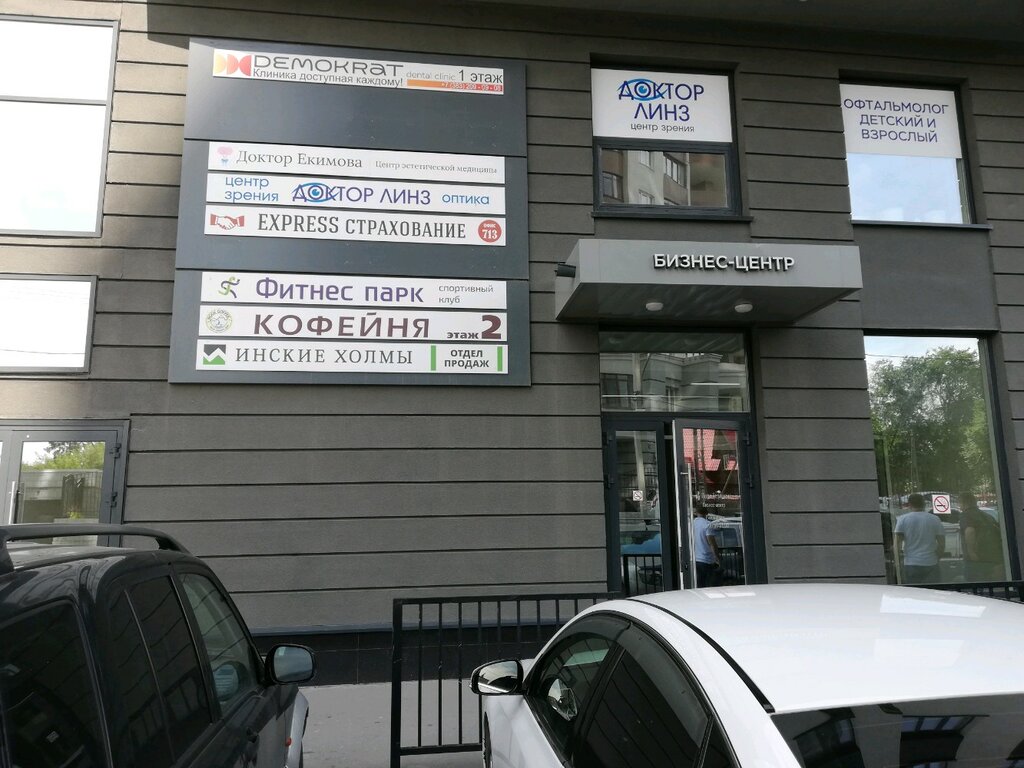 DEMOKRAT
dental clinic 1 этаж
Клиника доступная каждому!
Доктор Екимова Центр эстетической медицины
центр зрения ДОКТОР ЛИНЗ оптика
EXPRESS СТРАХОВАНИЕ ОФИС 713
Фитнес парк спортивный клуб
КОФЕЙНЯ этаж 2
ИНСКИЕ ХОЛМЫ ОТДЕЛ ПРОДАЖ
ДОКТОР
ЛИНЗ
центр зрения
ОФТАЛЬМОЛОГ
ДЕТСКИЙ И
ВЗРОСЛЫЙ
БИЗНЕС-ЦЕНТР